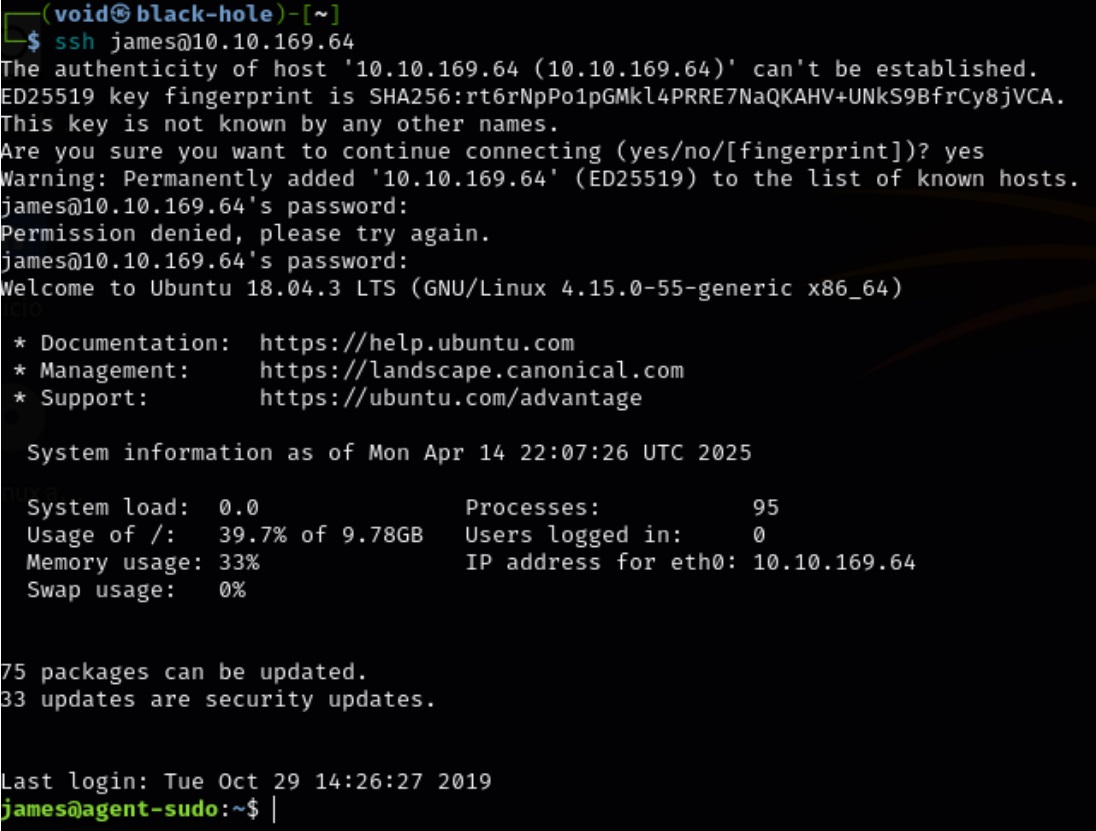 (void㉿black-hole)-[~]
$ ssh james@10.10.169.64
The authenticity of host '10.10.169.64 (10.10.169.64)' can't be established.
ED25519 key fingerprint is SHA256:rt6rNpPo1pGMkl4PRRE7NaQKAHV+UNkS9BfrCy8jVCA.
This key is not known by any other names.
Are you sure you want to continue connecting (yes/no/[fingerprint])? yes
Warning: Permanently added '10.10.169.64' (ED25519) to the list of known hosts.
james@10.10.169.64's password:
Permission denied, please try again.
james@10.10.169.64's password:
Welcome to Ubuntu 18.04.3 LTS (GNU/Linux 4.15.0-55-generic x86_64)
* Documentation:  https://help.ubuntu.com
* Management:     https://landscape.canonical.com
* Support:        https://ubuntu.com/advantage
System information as of Mon Apr 14 22:07:26 UTC 2025
System load:  0.0                Processes:           95
Usage of /:   39.7% of 9.78GB   Users logged in:     0
Memory usage: 33%               IP address for eth0: 10.10.169.64
Swap usage:   0%
75 packages can be updated.
33 updates are security updates.
Last login: Tue Oct 29 14:26:27 2019
james@agent-sudo:~$